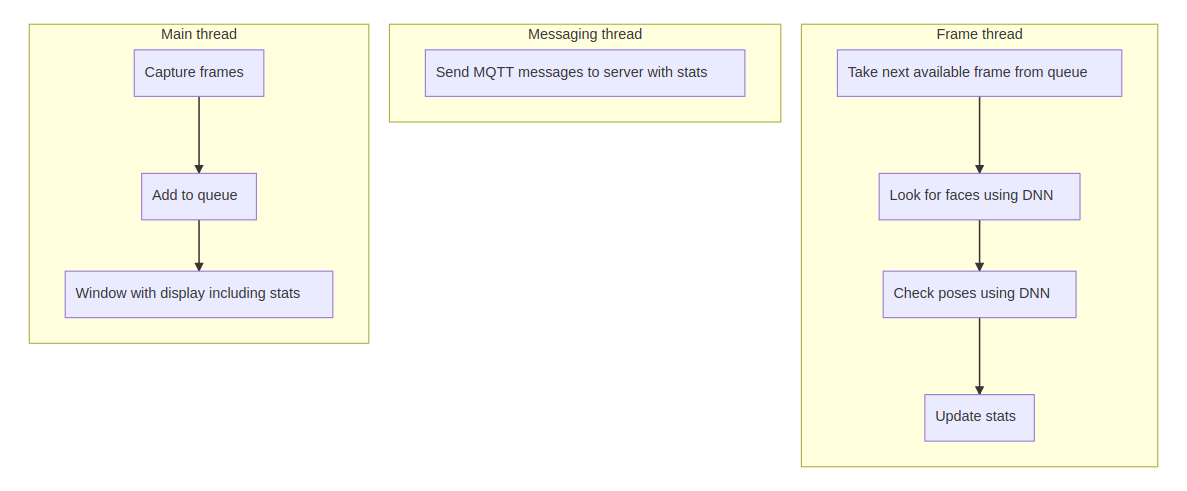 Main thread
Capture frames
Add to queue
Window with display including stats
Messaging thread
Send MQTT messages to server with stats
Frame thread
Take next available frame from queue
Look for faces using DNN
Check poses using DNN
Update stats